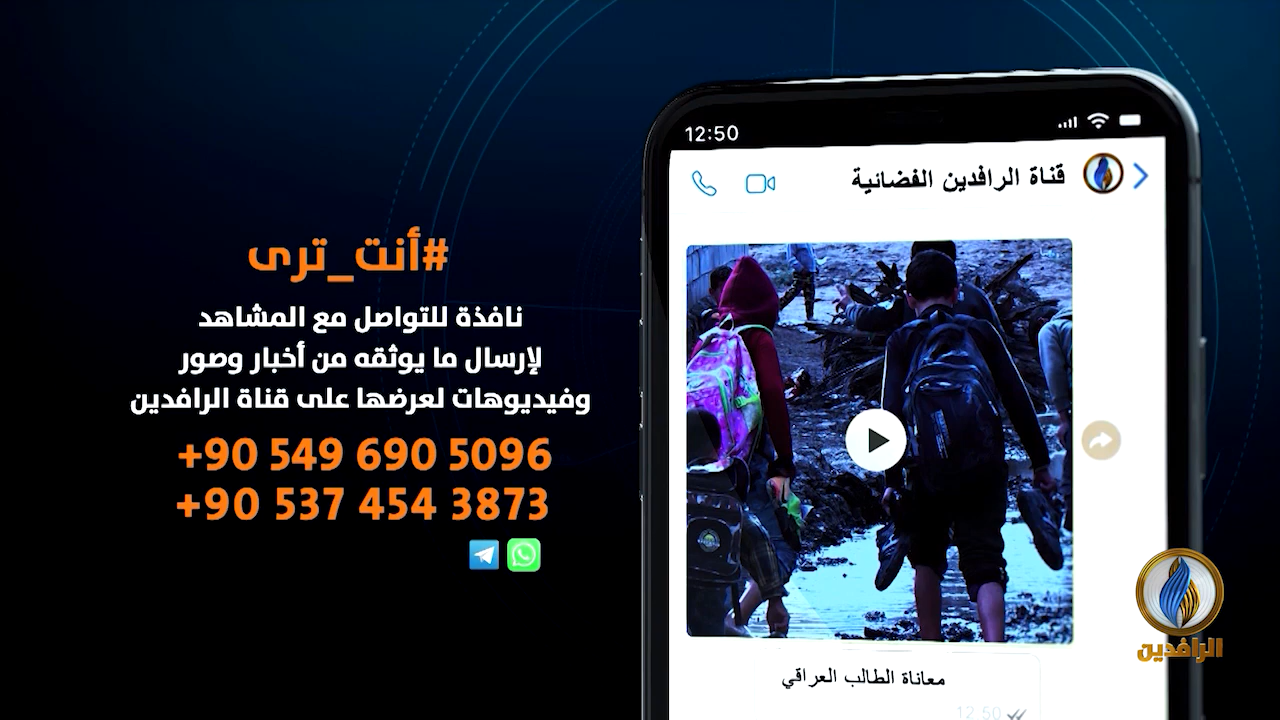 #أنت_ترى
نافذة للتواصل مع المشاهد
لإرسال ما يوثقه من أخبار وصور
وفيديوهات لعرضها على قناة الرافدين
+90 549 690 5096
+90 537 454 3873
12:50
قناة الرافدين الفضائية
معاناة الطالب العراقي
12:50
الرافدين